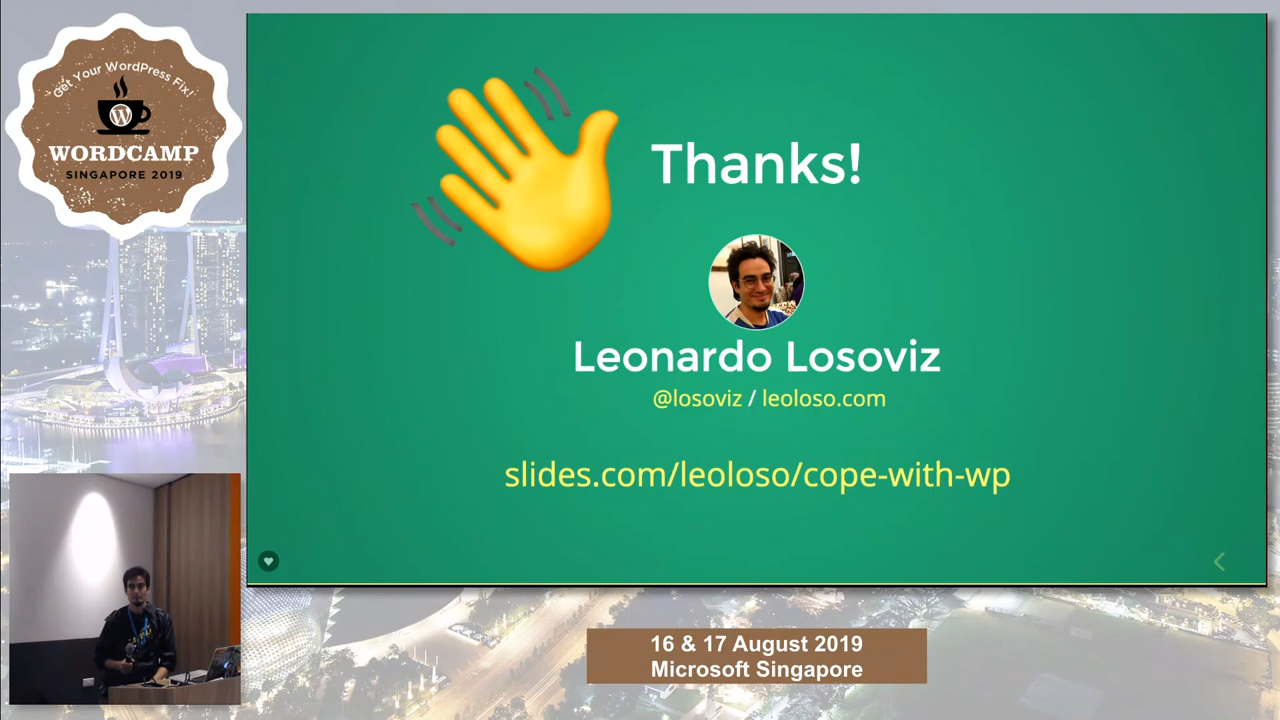 Get Your WordPress Fix!
W
WORDCAMP
SINGAPORE 2019
Thanks!
Leonardo Losoviz
@losoviz / leoloso.com
slides.com/leoloso/cope-with-wp
16 & 17 August 2019
Microsoft Singapore